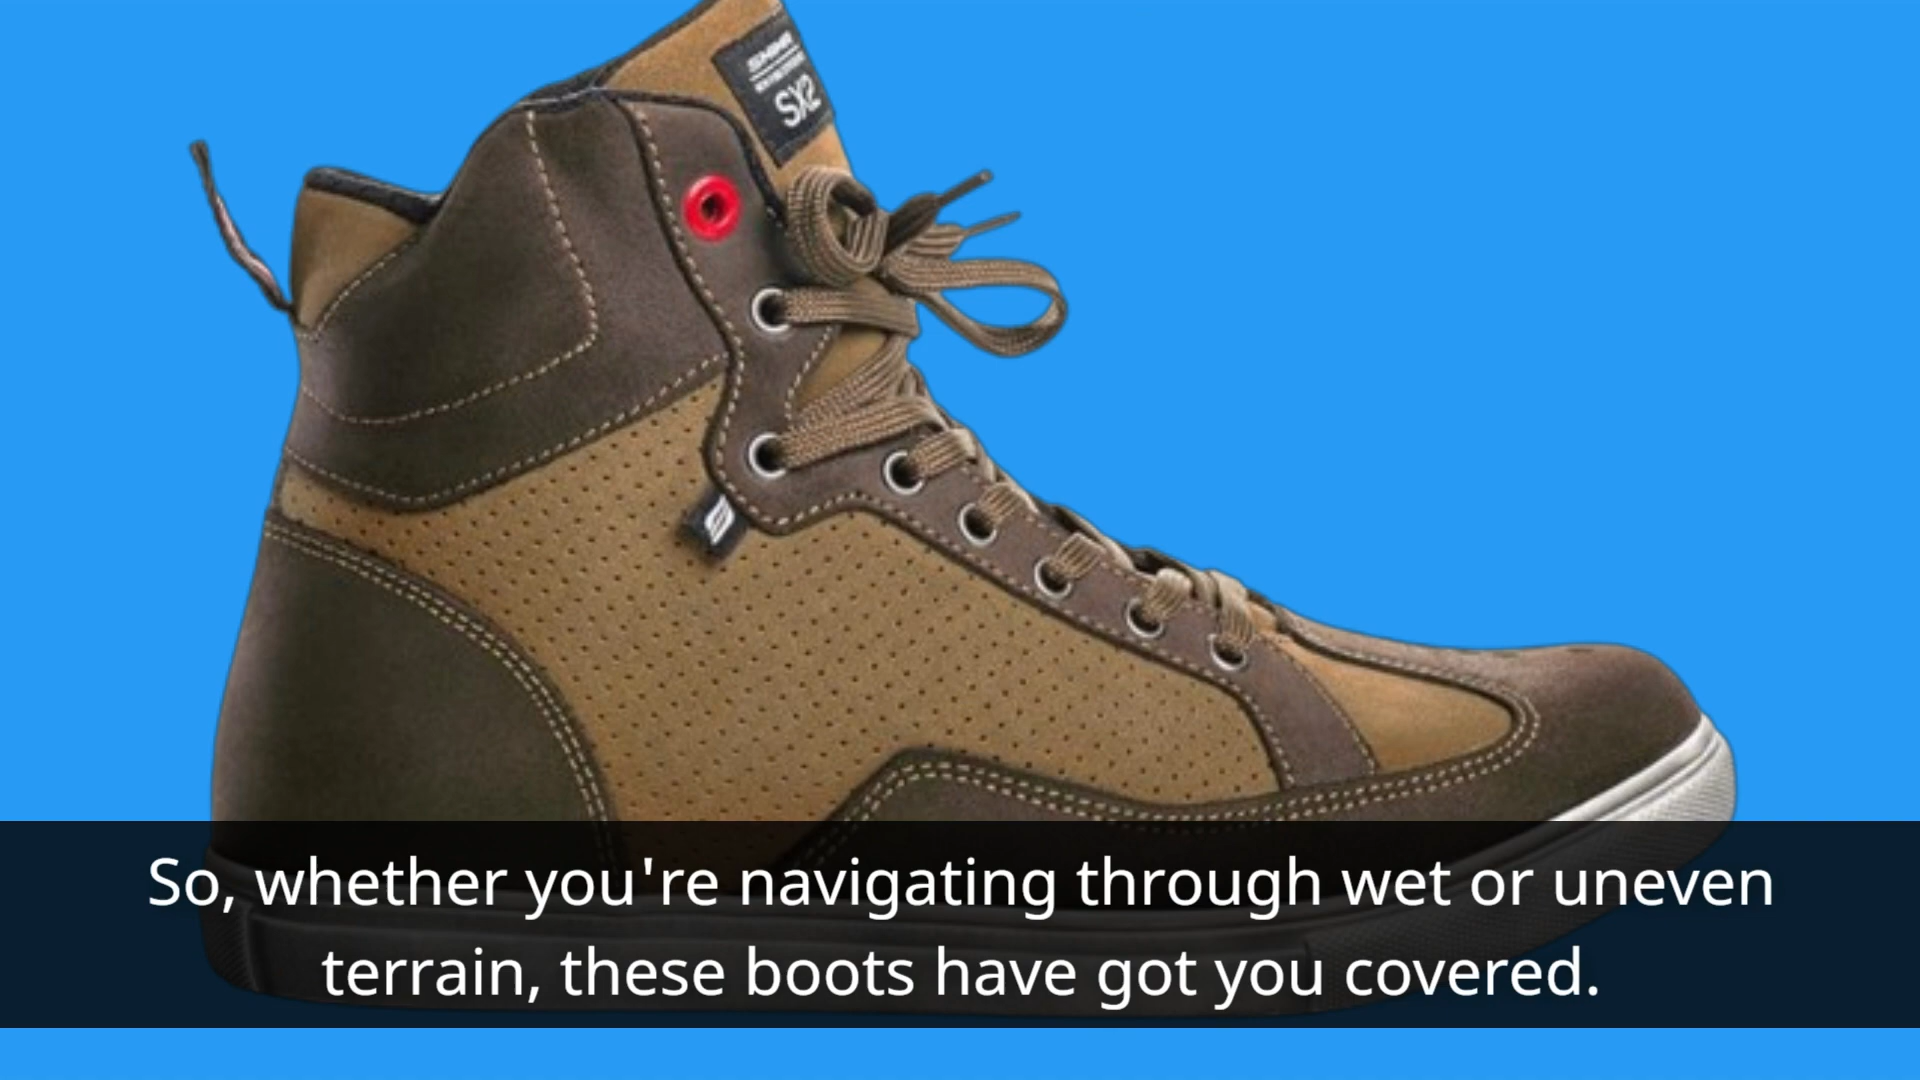 SX2
So, whether you're navigating through wet or uneven
terrain, these boots have got you covered.